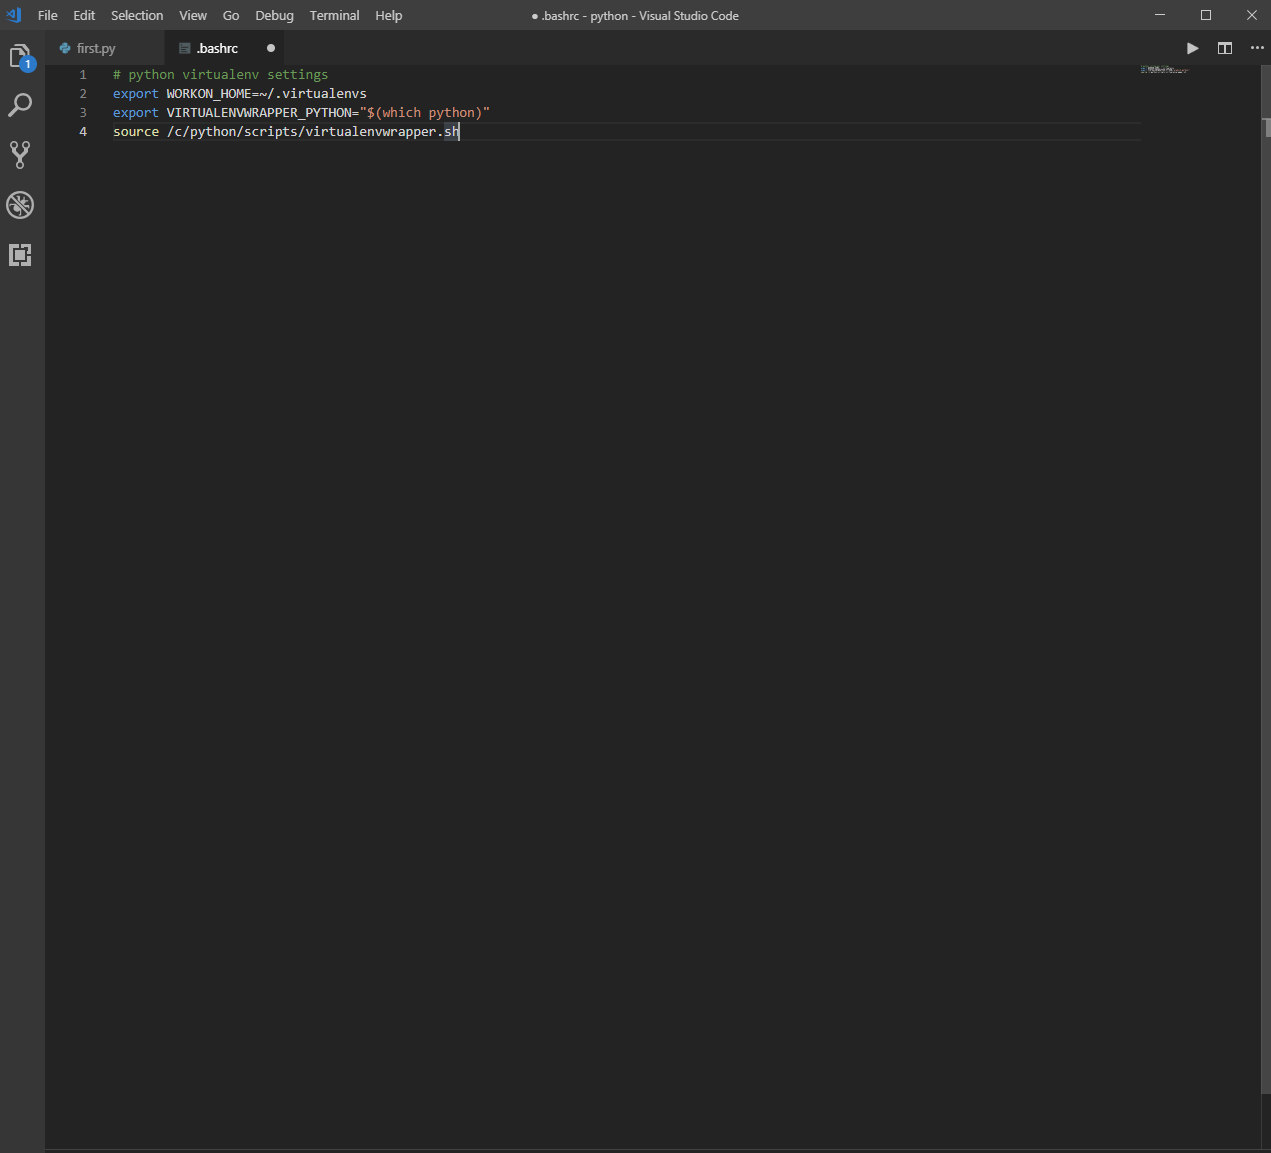 File Edit Selection View Go Debug Terminal Help
● .bashrc - python - Visual Studio Code
first.py
.bashrc
1 # python virtualenv settings
2 export WORKON_HOME=~/.virtualenvs
3 export VIRTUALENVWRAPPER_PYTHON="$(which python)"
4 source /c/python/scripts/virtualenvwrapper.sh
1